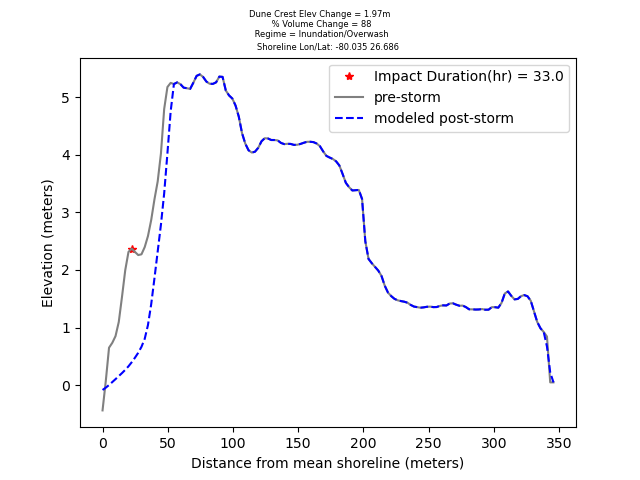 Dune Crest Elev Change = 1.97m
% Volume Change = 88
Regime = Inundation/Overwash
Shoreline Lon/Lat: -80.035 26.686
Impact Duration(hr) = 33.0
pre-storm
modeled post-storm
Elevation (meters)
5
4
3
2
1
0
0 50 100 150 200 250 300 350
Distance from mean shoreline (meters)